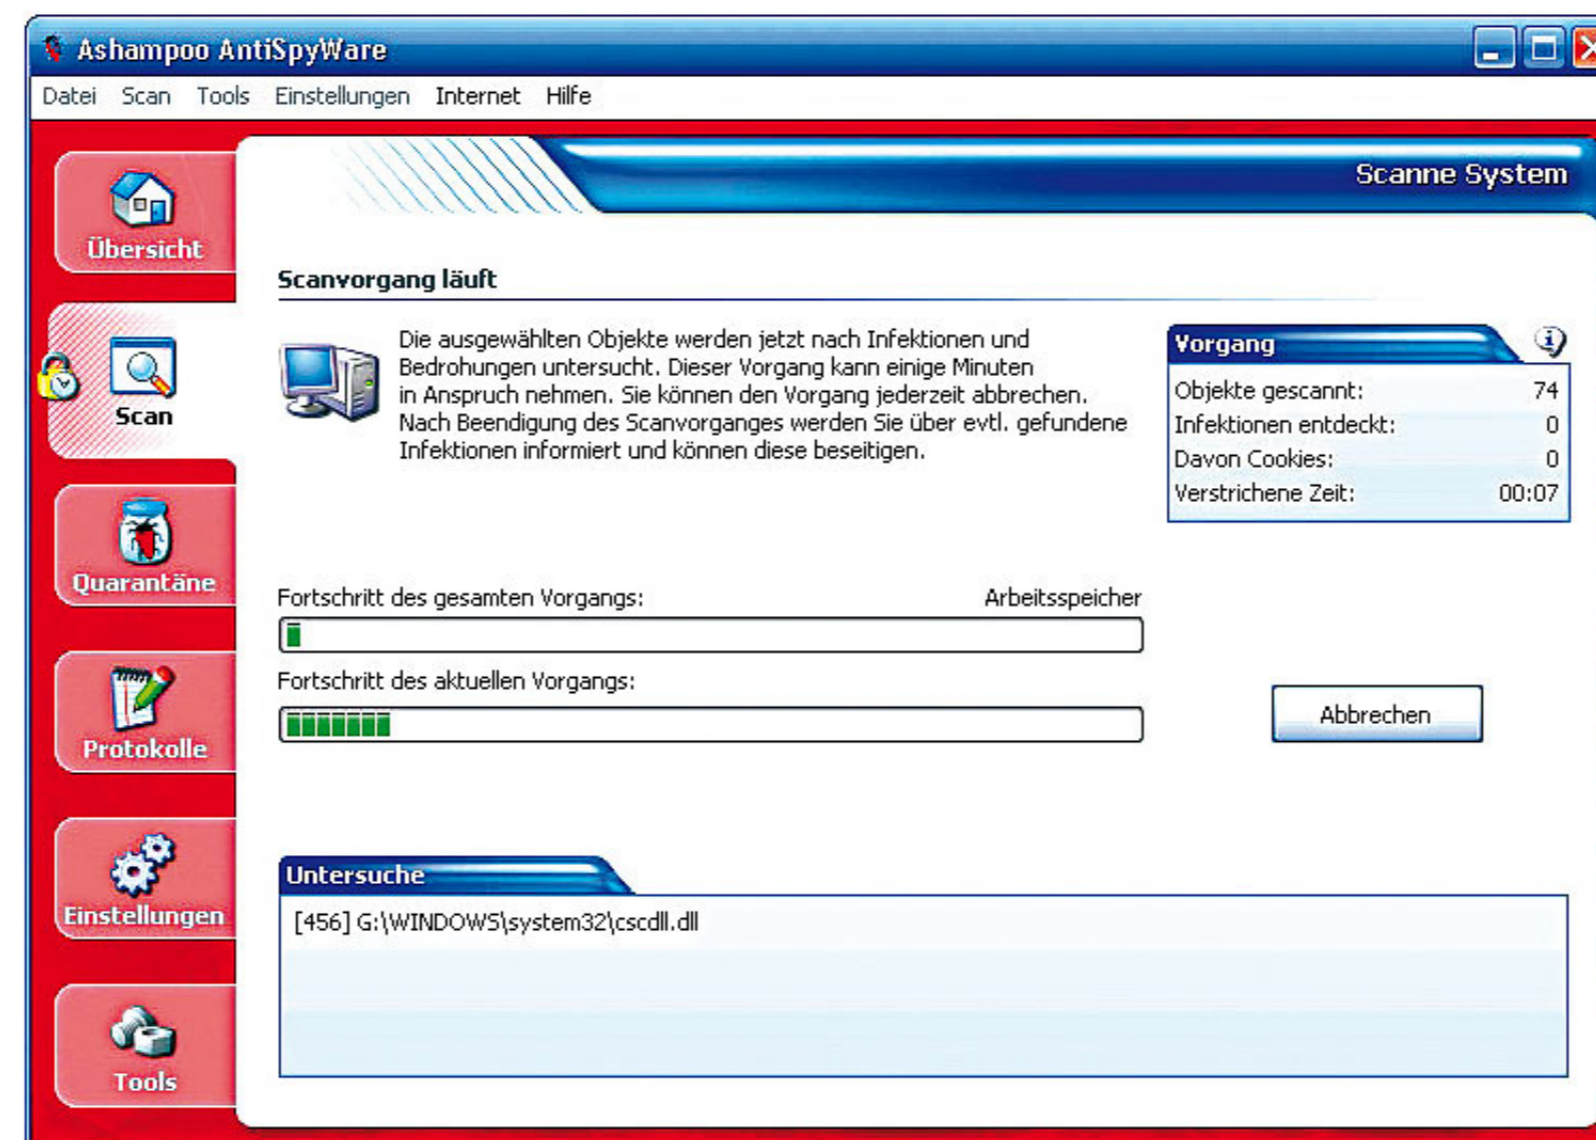 Ashampoo AntiSpyWare
Datei Scan Tools Einstellungen Internet Hilfe
Scanne System
Übersicht
Scan
Quarantäne
Protokolle
Einstellungen
Tools
Scanvorgang läuft
Die ausgewählten Objekte werden jetzt nach Infektionen und
Bedrohungen untersucht. Dieser Vorgang kann einige Minuten
in Anspruch nehmen. Sie können den Vorgang jederzeit abbrechen.
Nach Beendigung des Scanvorganges werden Sie über evtl. gefundene
Infektionen informiert und können diese beseitigen.
Vorgang
Objekte gescannt: 74
Infektionen entdeckt: 0
Davon Cookies: 0
Verstrichene Zeit: 00:07
Fortschritt des gesamten Vorgangs: Arbeitsspeicher
Fortschritt des aktuellen Vorgangs:
Abbrechen
Untersuche
[456] G:\WINDOWS\system32\cscdll.dll